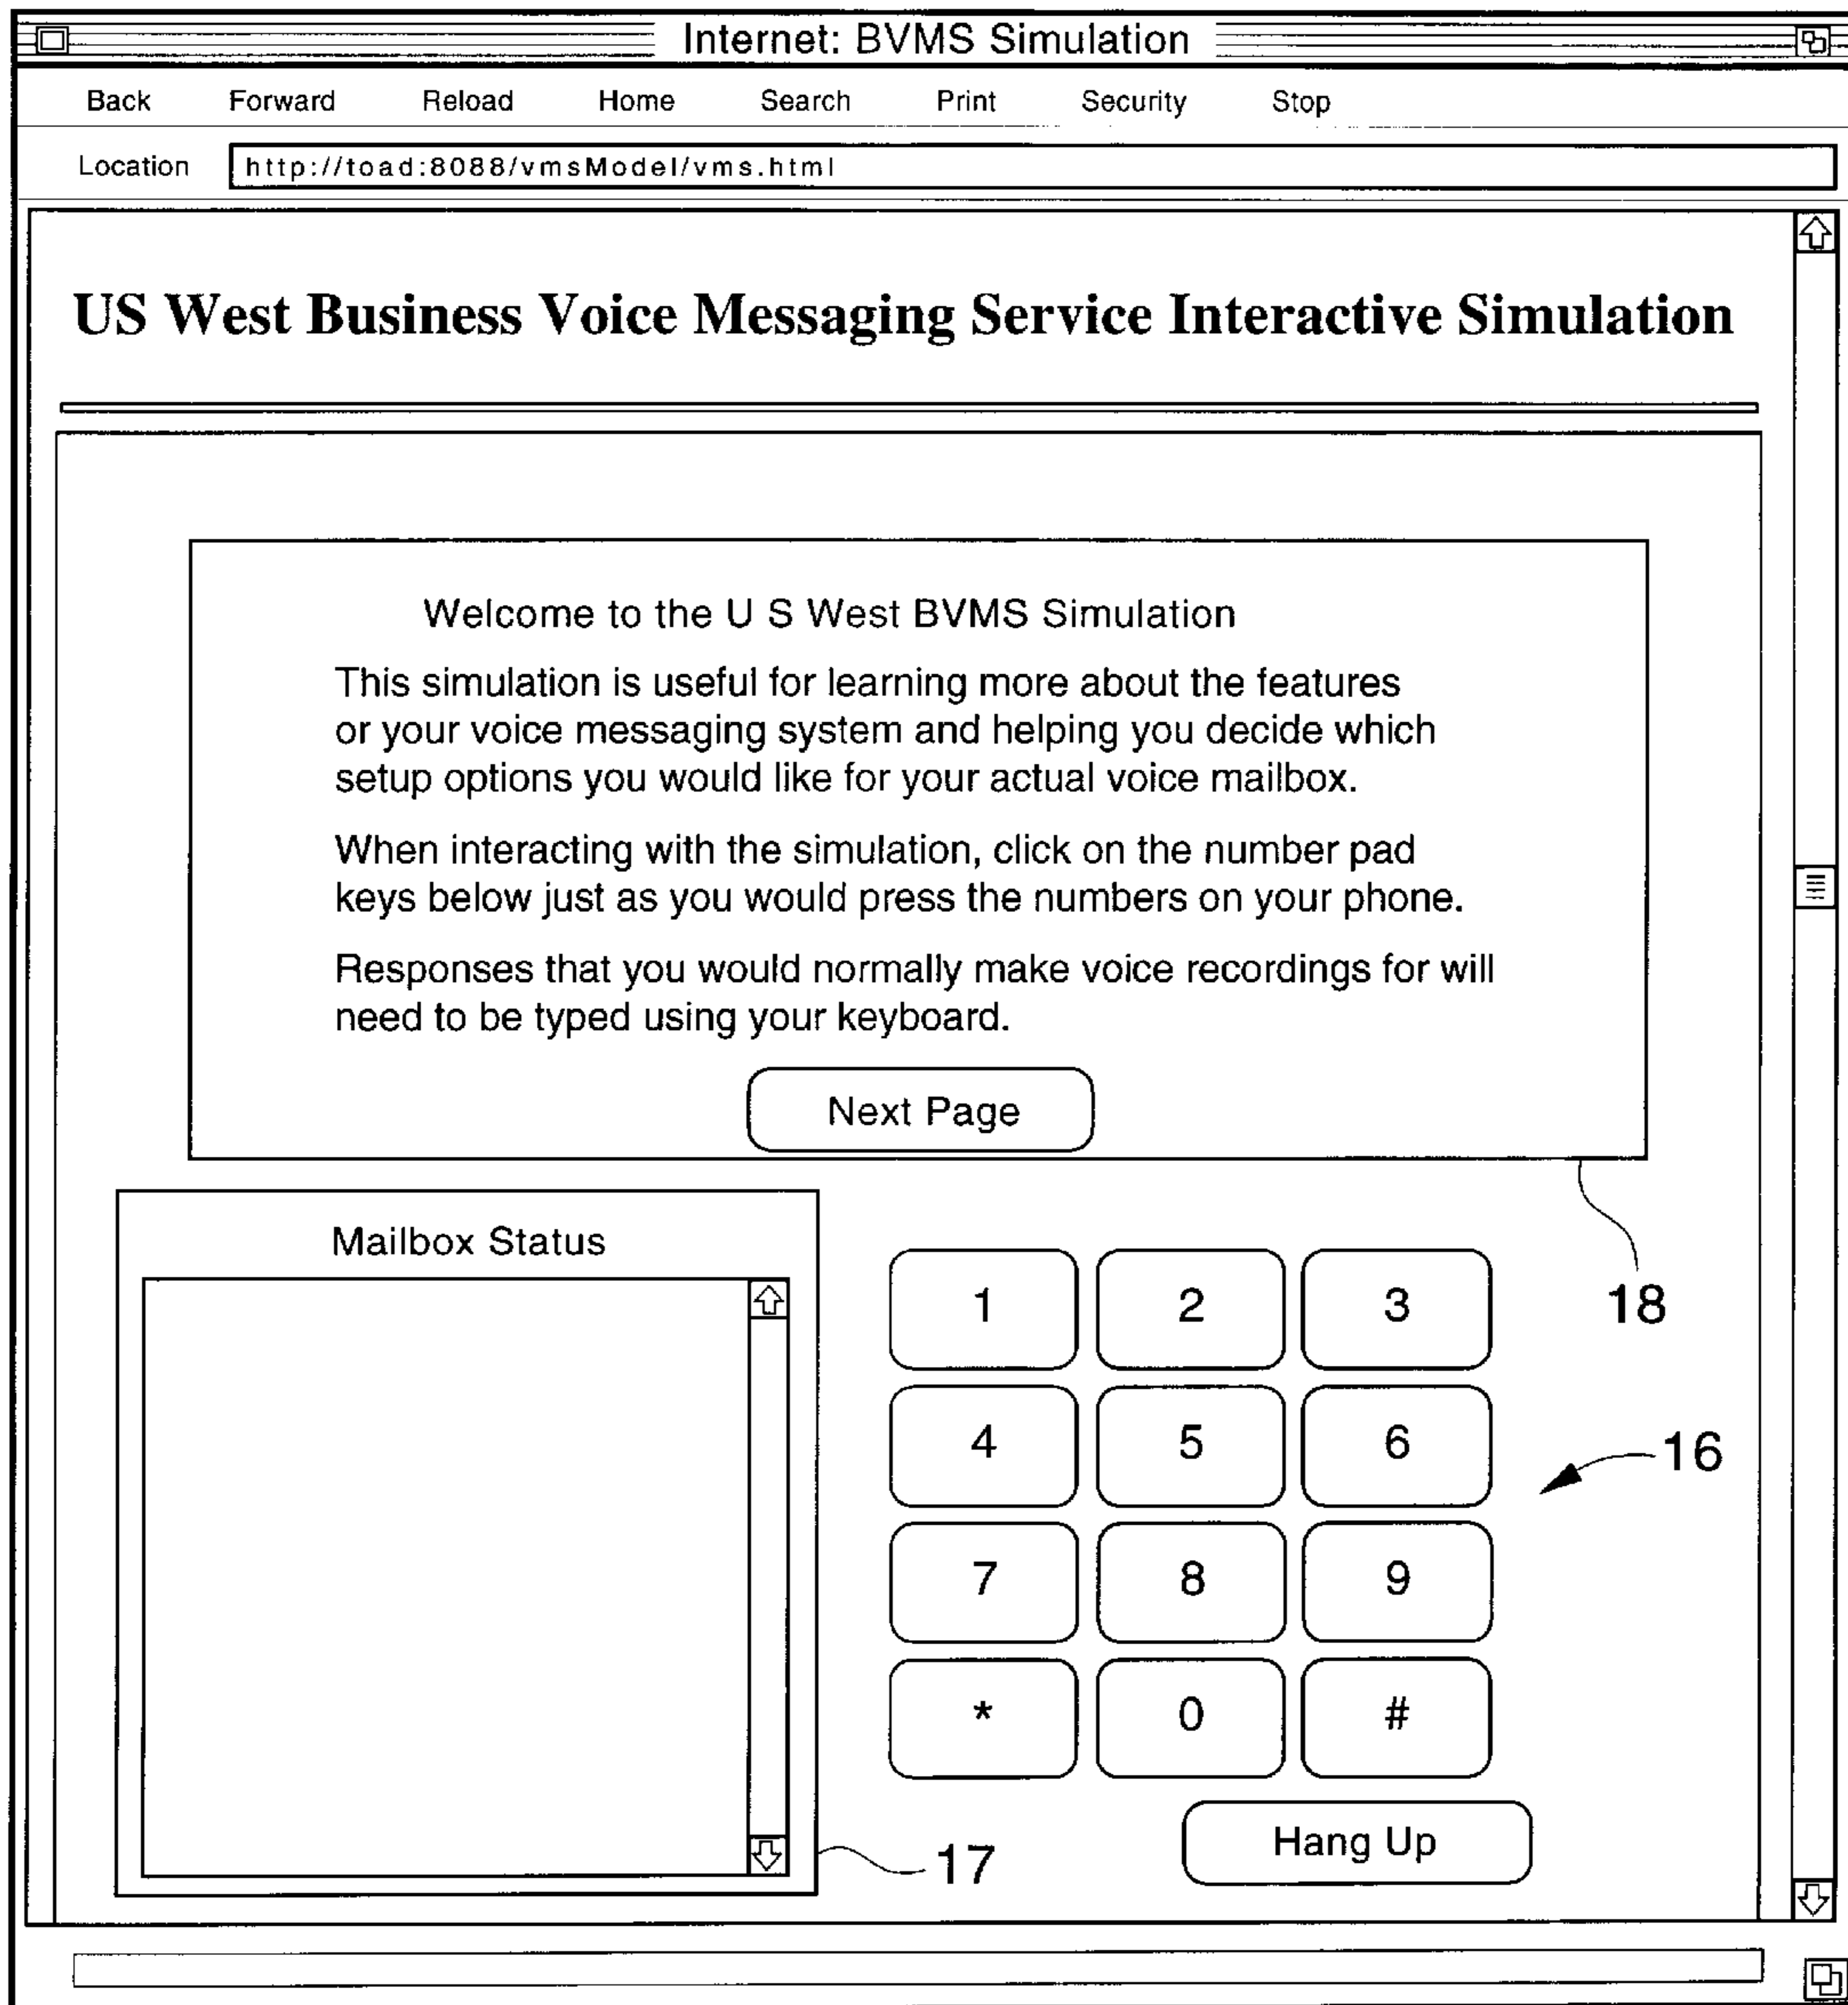 Internet: BVMS Simulation
Back Forward Reload Home Search Print Security Stop
Location http://toad:8088/vmsModel/vms.html
US West Business Voice Messaging Service Interactive Simulation
Welcome to the U S West BVMS Simulation
This simulation is useful for learning more about the features
or your voice messaging system and helping you decide which
setup options you would like for your actual voice mailbox.
When interacting with the simulation, click on the number pad
keys below just as you would press the numbers on your phone.
Responses that you would normally make voice recordings for will
need to be typed using your keyboard.
Next Page
18
Mailbox Status
17
1 2 3
4 5 6
16
7 8 9
* 0 #
Hang Up